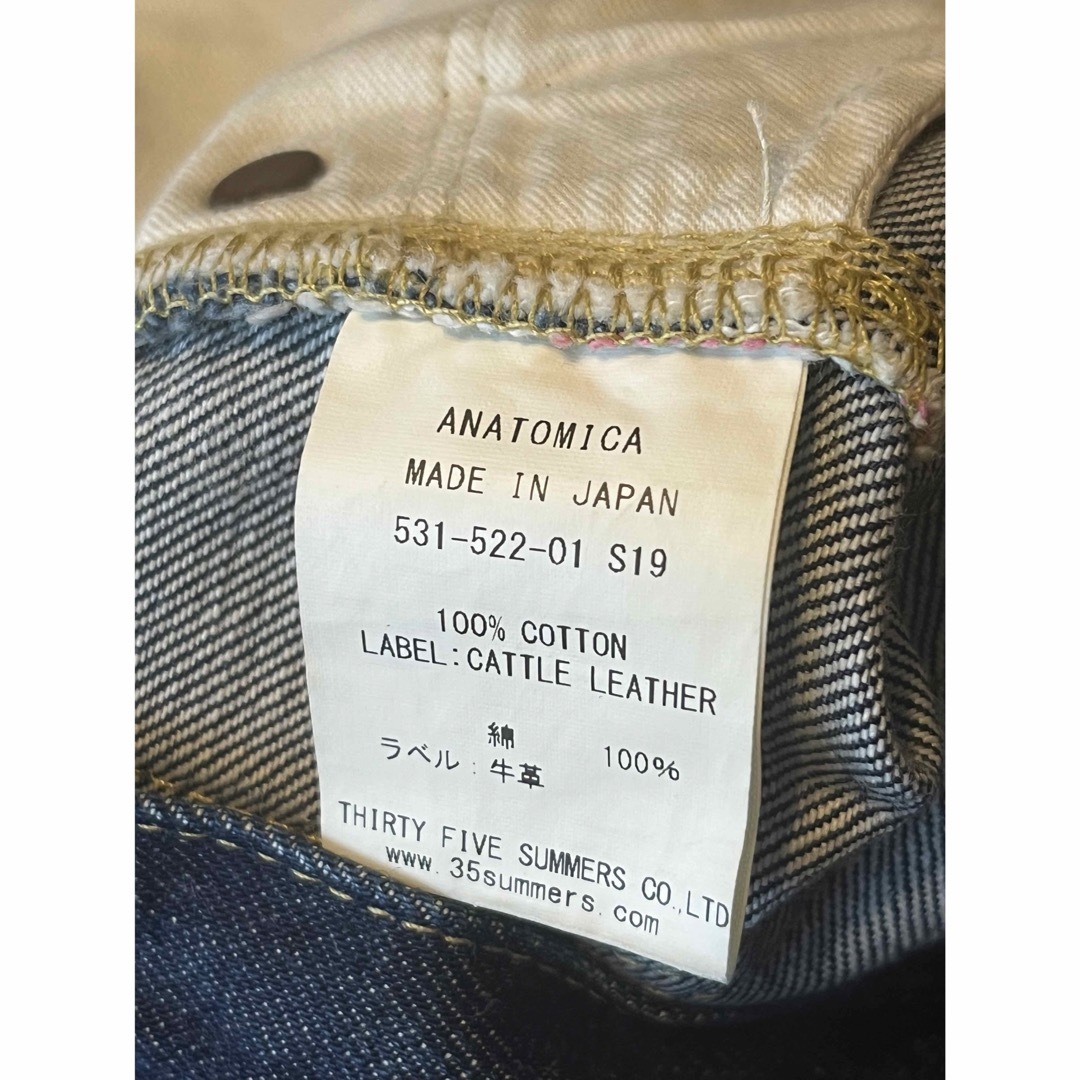 ANATOMICA
MADE IN JAPAN
531-522-01 S19
100% COTTON
LABEL:CATTLE LEATHER
綿 100%
ラベル:牛革
THIRTY FIVE SUMMERS CO.,LTD
www.35summers.com